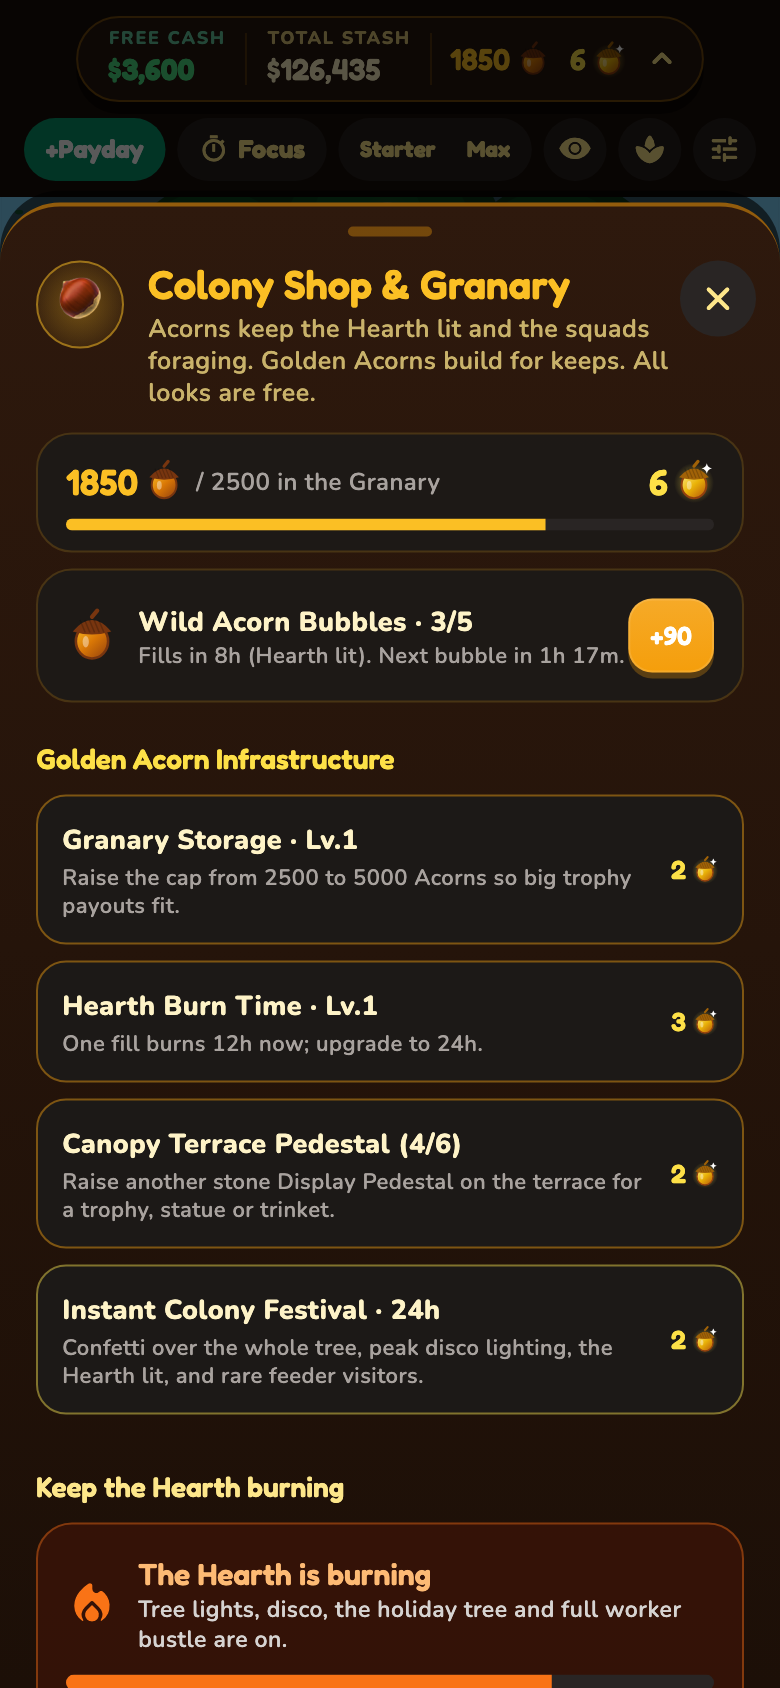 FREE CASH
$3,600
TOTAL STASH
$126,435
1850
6
+Payday
Focus
Starter
Max
Colony Shop & Granary
Acorns keep the Hearth lit and the squads
foraging. Golden Acorns build for keeps. All
looks are free.
1850 / 2500 in the Granary
6
Wild Acorn Bubbles · 3/5
Fills in 8h (Hearth lit). Next bubble in 1h 17m.
+90
Golden Acorn Infrastructure
Granary Storage · Lv.1
Raise the cap from 2500 to 5000 Acorns so big trophy
payouts fit.
2
Hearth Burn Time · Lv.1
One fill burns 12h now; upgrade to 24h.
3
Canopy Terrace Pedestal (4/6)
Raise another stone Display Pedestal on the terrace for
a trophy, statue or trinket.
2
Instant Colony Festival · 24h
Confetti over the whole tree, peak disco lighting, the
Hearth lit, and rare feeder visitors.
2
Keep the Hearth burning
The Hearth is burning
Tree lights, disco, the holiday tree and full worker
bustle are on.